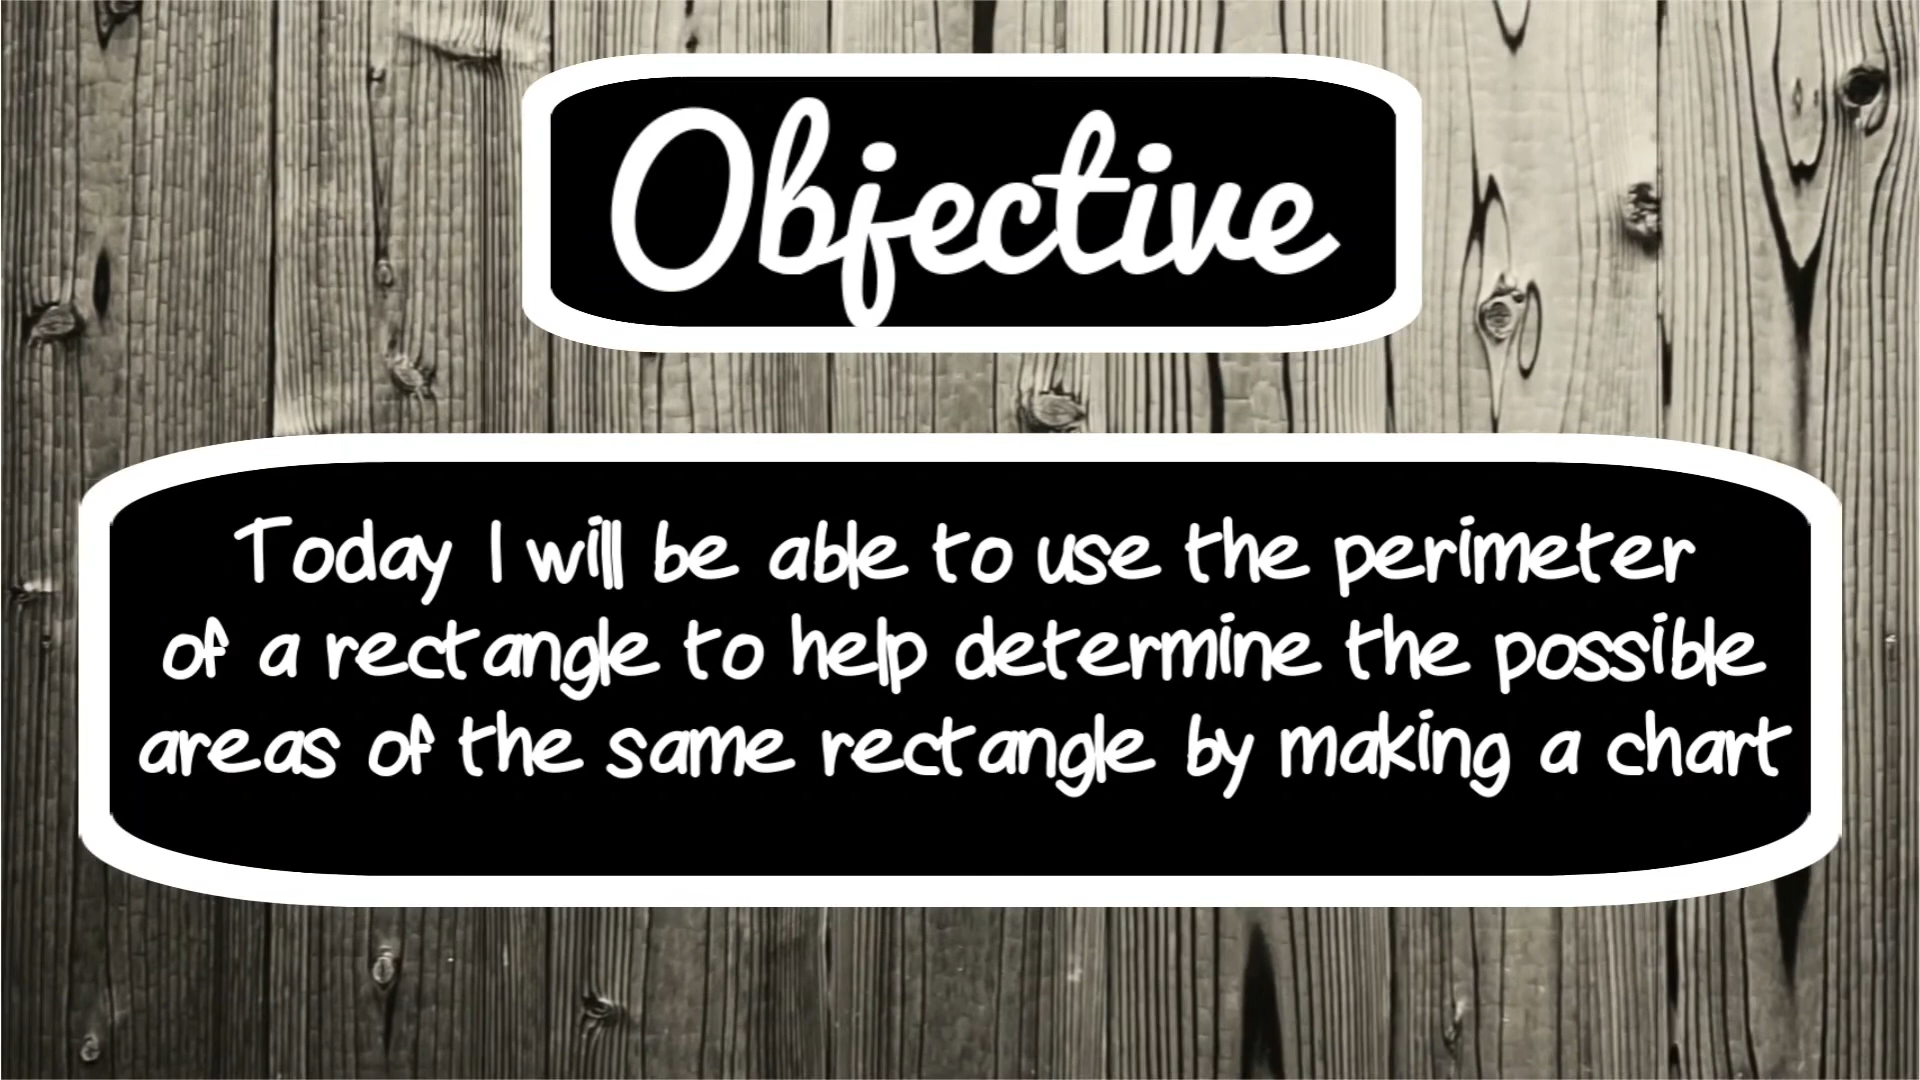 Objective
Today I will be able to use the perimeter
of a rectangle to help determine the possible
areas of the same rectangle by making a chart